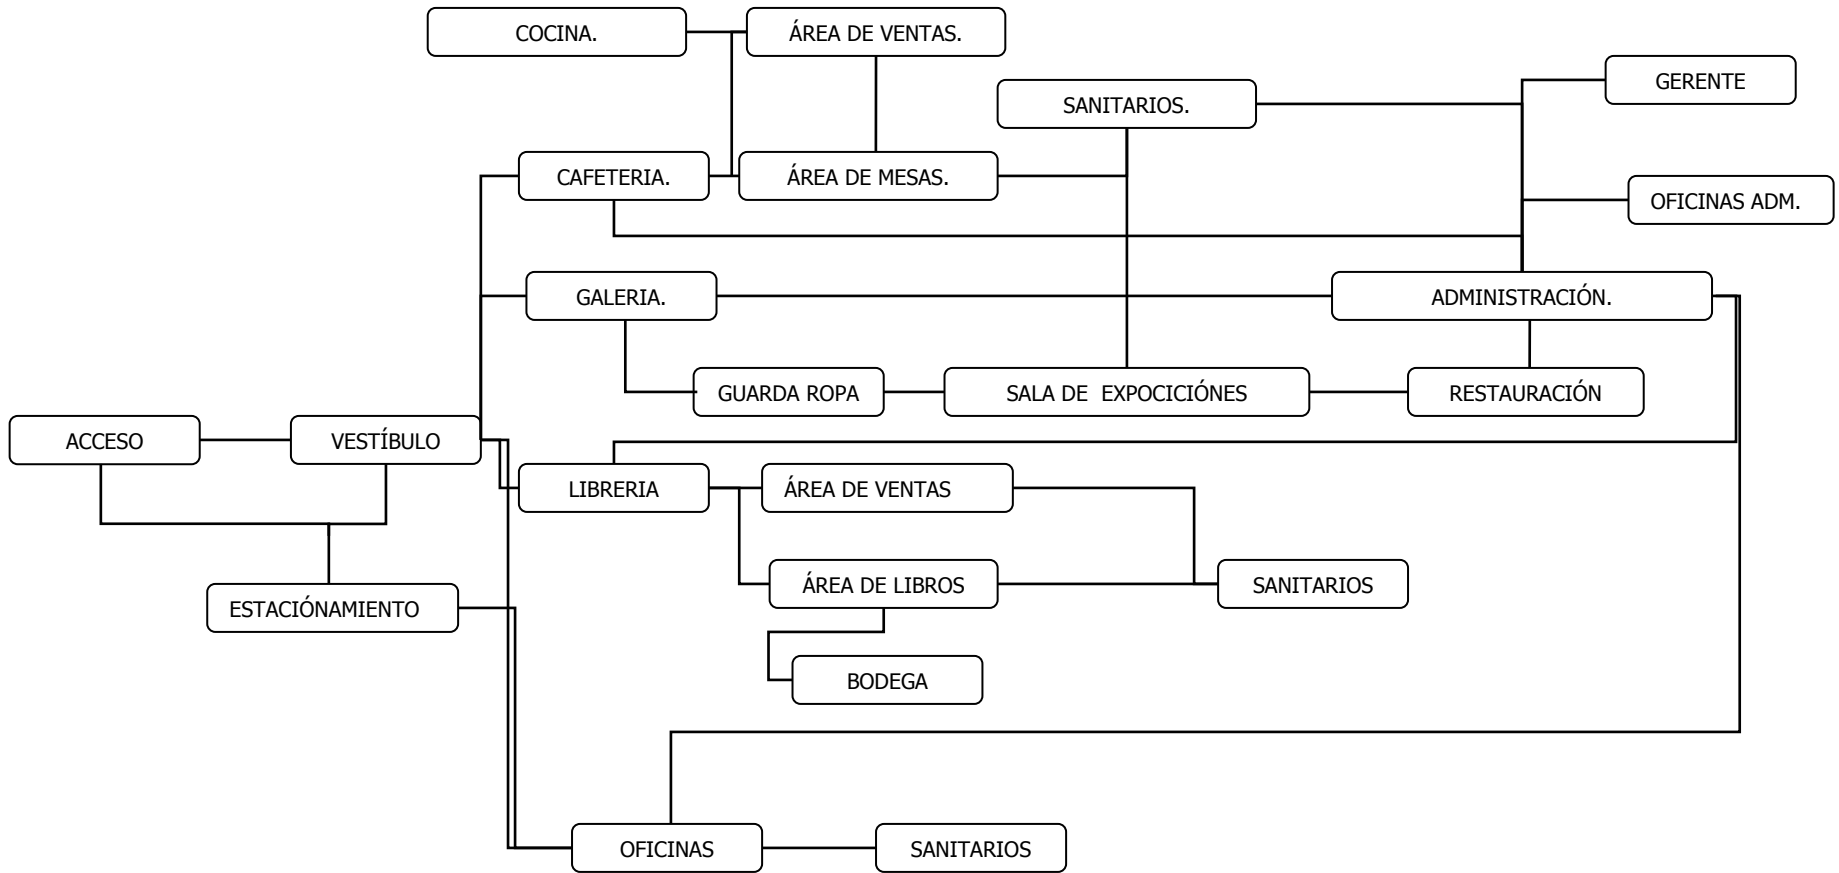 COCINA.
ÁREA DE VENTAS.
GERENTE
SANITARIOS.
CAFETERIA.
ÁREA DE MESAS.
OFICINAS ADM.
GALERIA.
ADMINISTRACIÓN.
GUARDA ROPA
SALA DE EXPOCICIÓNES
RESTAURACIÓN
ACCESO
VESTÍBULO
LIBRERIA
ÁREA DE VENTAS
ÁREA DE LIBROS
SANITARIOS
ESTACIÓNAMIENTO
BODEGA
OFICINAS
SANITARIOS